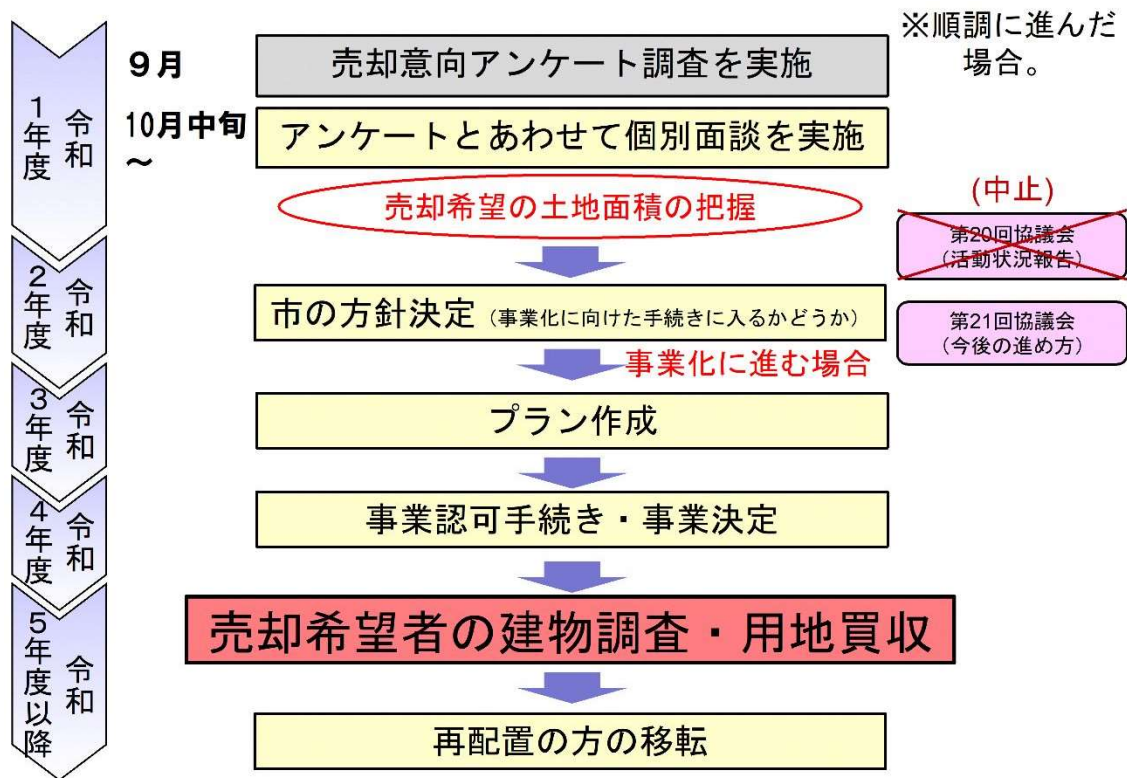 ※順調に進んだ
場合。
令和
1年度
9月
売却意向アンケート調査を実施
10月中旬
～
アンケートとあわせて個別面談を実施
売却希望の土地面積の把握
(中止)
第20回協議会
(活動状況報告)
令和
2年度
市の方針決定（事業化に向けた手続きに入るかどうか）
第21回協議会
(今後の進め方)
事業化に進む場合
令和
3年度
プラン作成
令和
4年度
事業認可手続き・事業決定
令和
5年度以降
売却希望者の建物調査・用地買収
再配置の方の移転